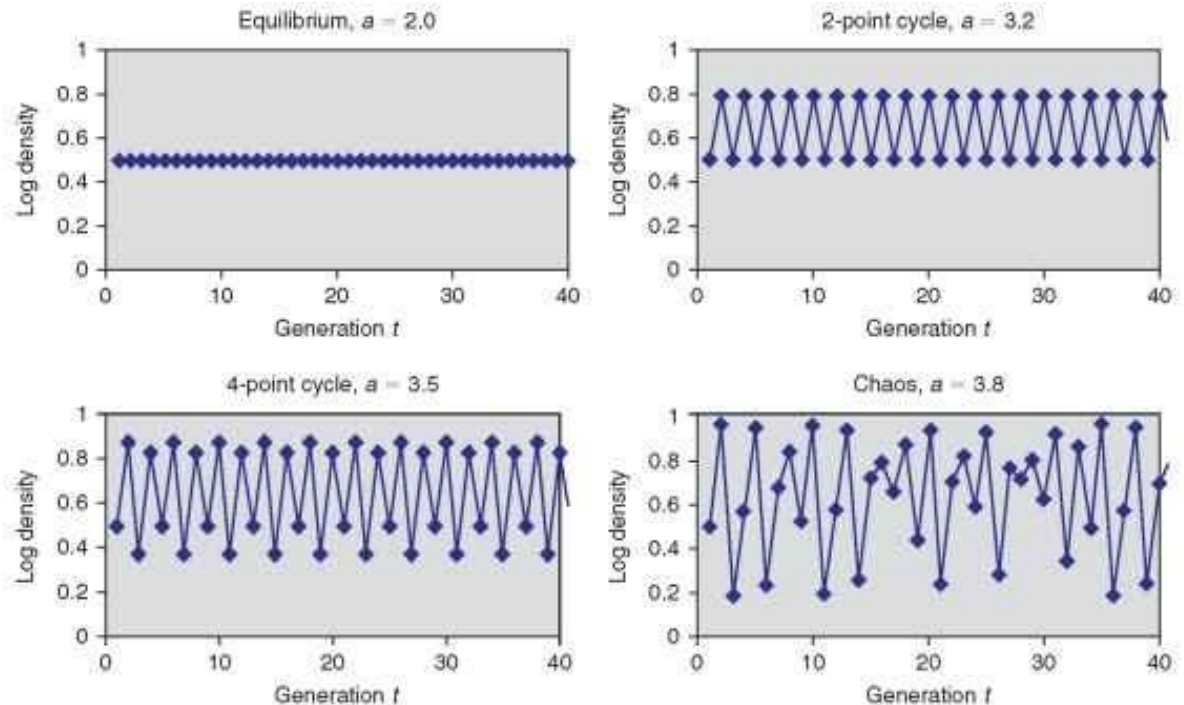 Equilibrium, a = 2.0
1
0.8
0.6
0.4
0.2
0
Log density
0 10 20 30 40
Generation t
2-point cycle, a = 3.2
1
0.8
0.6
0.4
0.2
0
Log density
0 10 20 30 40
Generation t
4-point cycle, a = 3.5
1
0.8
0.6
0.4
0.2
0
Log density
0 10 20 30 40
Generation t
Chaos, a = 3.8
1
0.8
0.6
0.4
0.2
0
Log density
0 10 20 30 40
Generation t